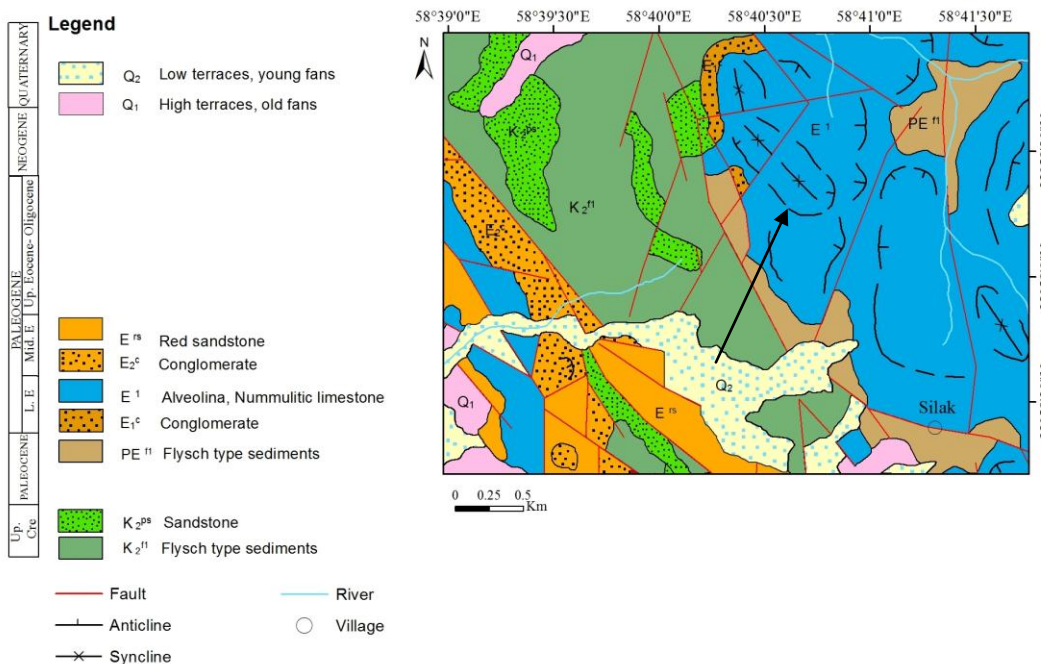 Legend
QUATERNARY
NEOGENE
PALEOGENE
Up. Eocene- Oligocene
Mid. E
L. E
PALEOCENE
Up. Cre
Q2 Low terraces, young fans
Q1 High terraces, old fans
E rs Red sandstone
E2c Conglomerate
E 1 Alveolina, Nummulitic limestone
E1c Conglomerate
PE f1 Flysch type sediments
K2ps Sandstone
K2f1 Flysch type sediments
Fault
Anticline
Syncline
River
Village
58°39'0"E 58°39'30"E 58°40'0"E 58°40'30"E 58°41'0"E 58°41'30"E
N
Q1
K2ps
E 1
PE f1
K2f1
E2c
Q2
Q1
E rs
Silak
0 0.25 0.5
Km